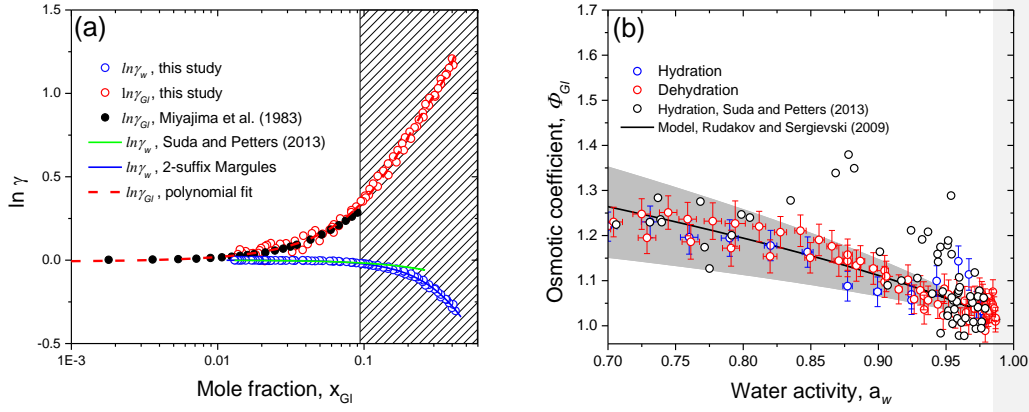 (a)
lnγw , this study
lnγGl , this study
lnγGl , Miyajima et al. (1983)
lnγw , Suda and Petters (2013)
lnγw , 2-suffix Margules
lnγGl , polynomial fit
ln γ
1.5
1.0
0.5
0.0
-0.5
1E-3
0.01
0.1
Mole fraction, xGl
(b)
Hydration
Dehydration
Hydration, Suda and Petters (2013)
Model, Rudakov and Sergievski (2009)
Osmotic coefficient, ΦGl
1.7
1.6
1.5
1.4
1.3
1.2
1.1
1.0
0.70
0.75
0.80
0.85
0.90
0.95
1.00
Water activity, aw